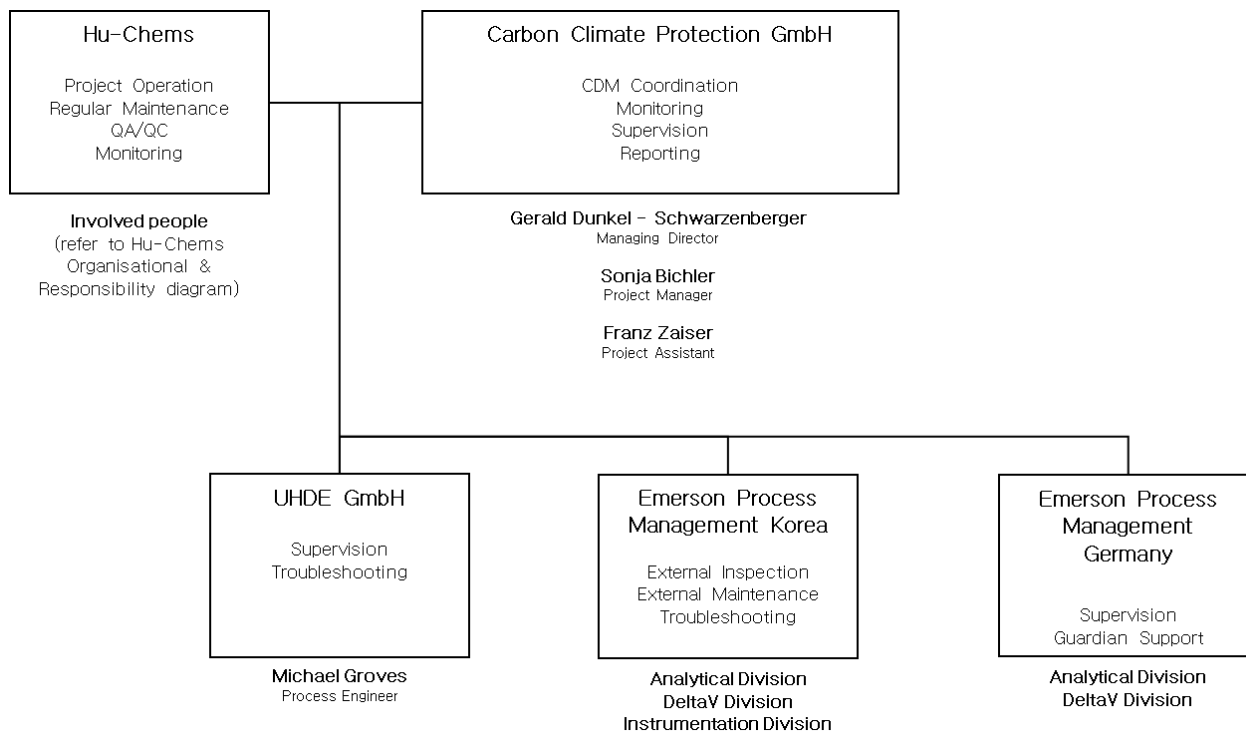 Hu-Chems
Project Operation
Regular Maintenance
QA/QC
Monitoring
Involved people
(refer to Hu-Chems
Organisational &
Responsibility diagram)
Carbon Climate Protection GmbH
CDM Coordination
Monitoring
Supervision
Reporting
Gerald Dunkel - Schwarzenberger
Managing Director
Sonja Bichler
Project Manager
Franz Zaiser
Project Assistant
UHDE GmbH
Supervision
Troubleshooting
Michael Groves
Process Engineer
Emerson Process
Management Korea
External Inspection
External Maintenance
Troubleshooting
Analytical Division
DeltaV Division
Instrumentation Division
Emerson Process
Management
Germany
Supervision
Guardian Support
Analytical Division
DeltaV Division